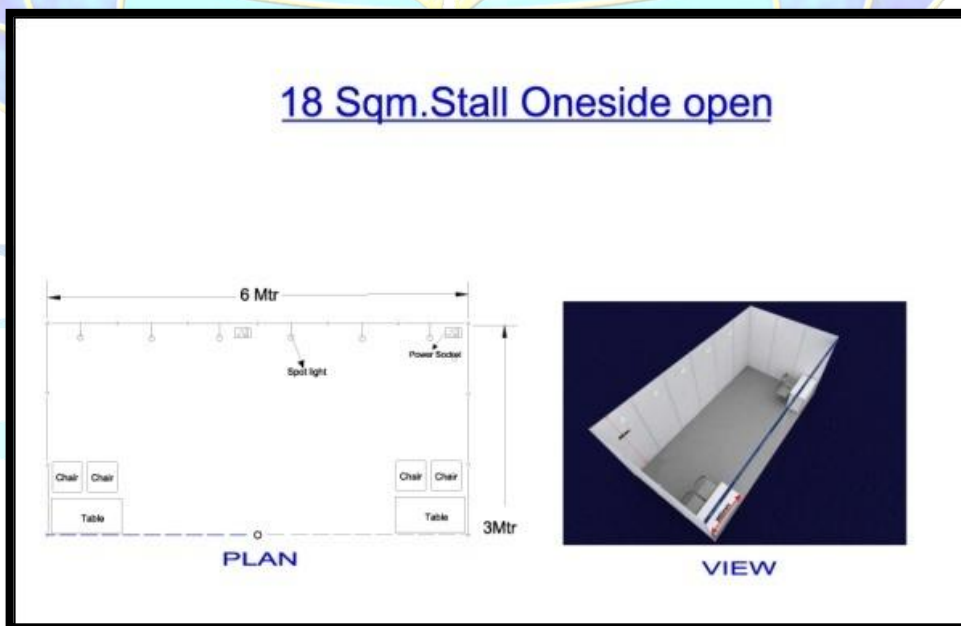 18 Sqm.Stall Oneside open
6 Mtr
Spot light
Power Socket
Chair Chair
Chair Chair
Table
Table
3Mtr
PLAN
VIEW